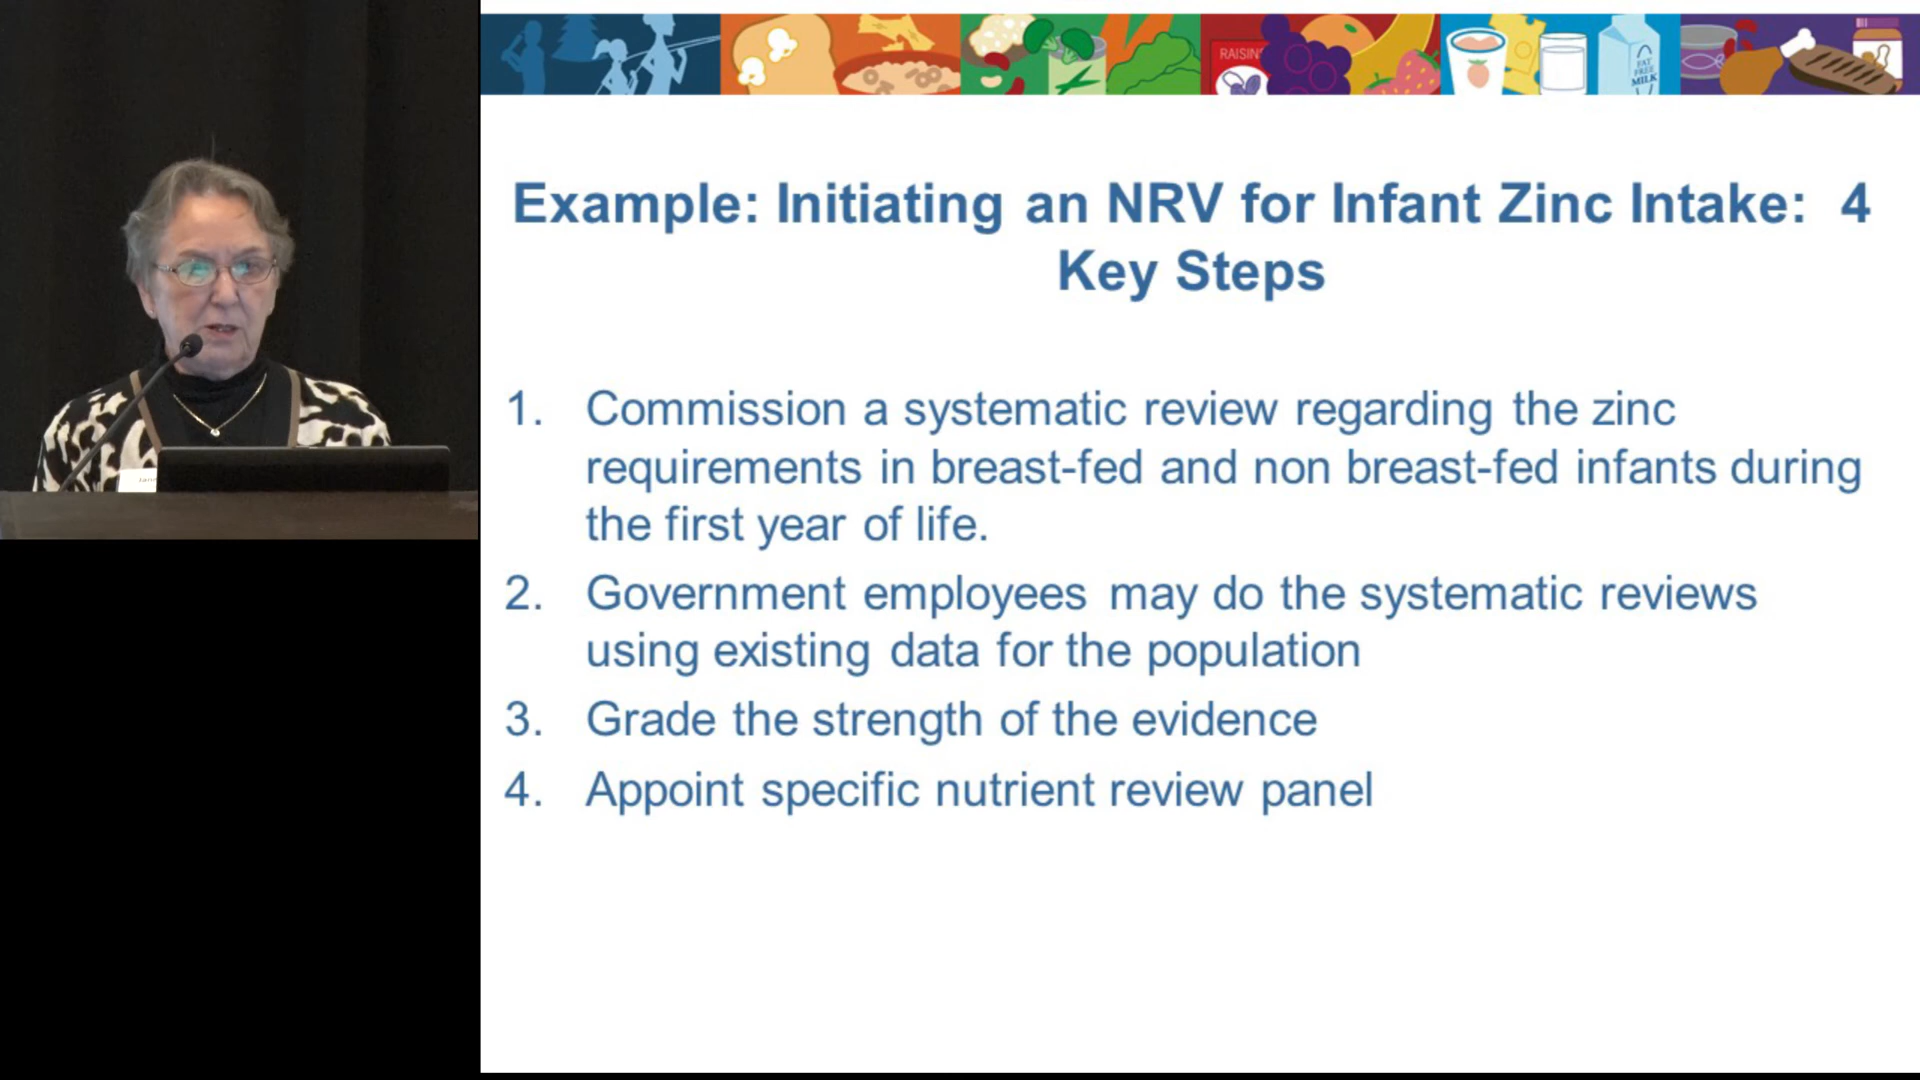 RAISINS
FAT
FREE
MILK
Example: Initiating an NRV for Infant Zinc Intake: 4
Key Steps
1. Commission a systematic review regarding the zinc
requirements in breast-fed and non breast-fed infants during
the first year of life.
2. Government employees may do the systematic reviews
using existing data for the population
3. Grade the strength of the evidence
4. Appoint specific nutrient review panel